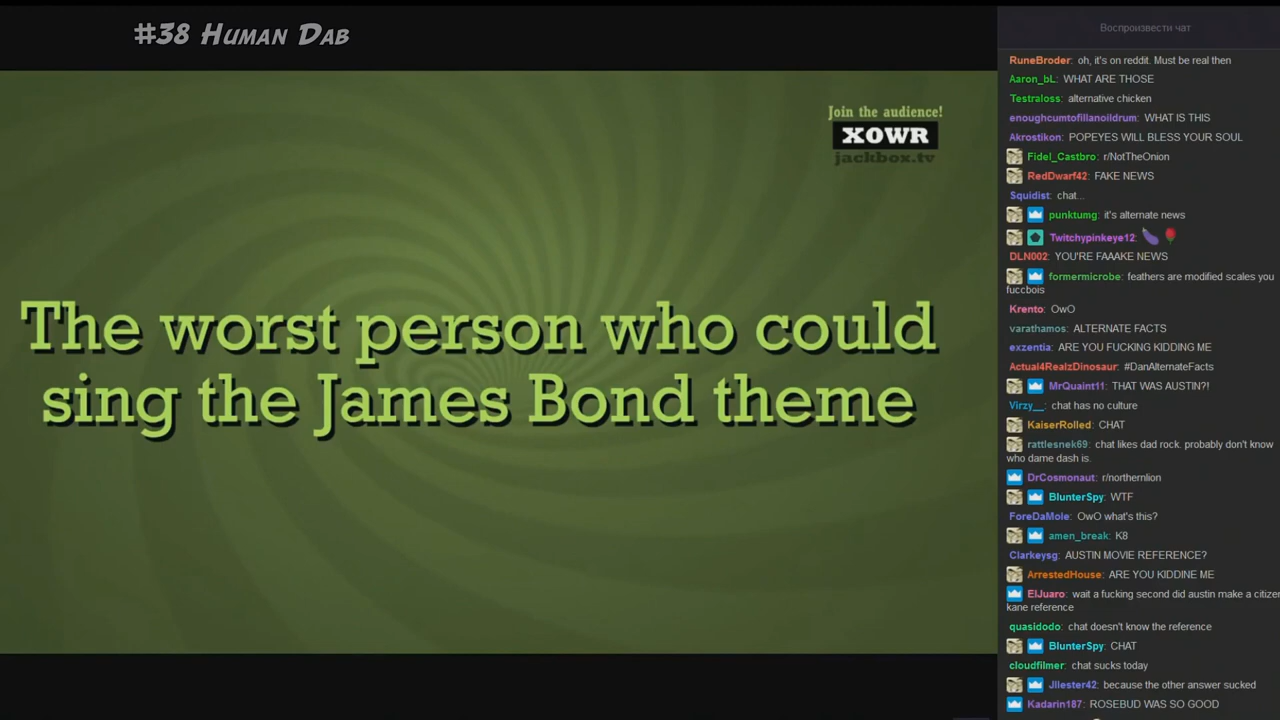 #38 Human Dab
Join the audience!
XOWR
jackbox.tv
The worst person who could
sing the James Bond theme
Воспроизвести чат
RuneBroder: oh, it's on reddit. Must be real then
Aaron_bL: WHAT ARE THOSE
Testraloss: alternative chicken
enoughcumtofillanoildrum: WHAT IS THIS
Akrostikon: POPEYES WILL BLESS YOUR SOUL
Fidel_Castbro: r/NotTheOnion
RedDwarf42: FAKE NEWS
Squidist: chat...
punktumg: it's alternate news
Twitchypinkeye12:
DLN002: YOU'RE FAAAKE NEWS
formermicrobe: feathers are modified scales you
fuccbois
Krento: OwO
varathamos: ALTERNATE FACTS
exzentia: ARE YOU FUCKING KIDDING ME
Actual4RealzDinosaur: #DanAlternateFacts
MrQuaint11: THAT WAS AUSTIN?!
Virzy__: chat has no culture
KaiserRolled: CHAT
rattlesnek69: chat likes dad rock. probably don't know
who dame dash is.
DrCosmonaut: r/northernlion
BlunterSpy: WTF
ForeDaMole: OwO what's this?
amen_break: K8
Clarkeysg: AUSTIN MOVIE REFERENCE?
ArrestedHouse: ARE YOU KIDDINE ME
ElJuaro: wait a fucking second did austin make a citizen
kane reference
quasidodo: chat doesn't know the reference
BlunterSpy: CHAT
cloudfilmer: chat sucks today
Jllester42: because the other answer sucked
Kadarin187: ROSEBUD WAS SO GOOD